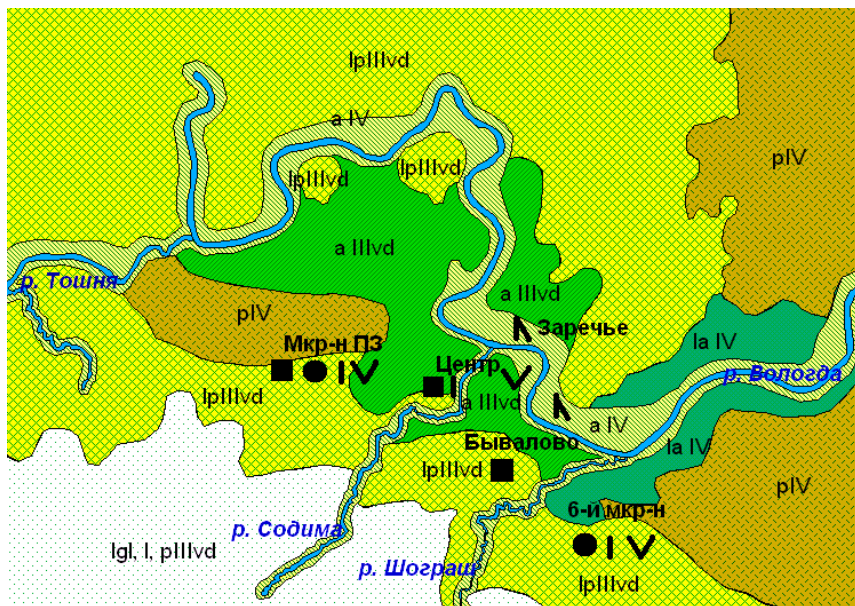 lpIIIvd
a IV
pIV
lpIIIvd
lpIIIvd
a IIIvd
р. Тошня
a IIIvd
pIV
Заречье
la IV
Мкр-н ПЗ
Центр
р. Вологда
lpIIIvd
a IIIvd
a IV
Бывалово
la IV
lpIIIvd
pIV
6-й мкр-н
р. Содима
lgl, l, pIIIvd
р. Шограш
lpIIIvd